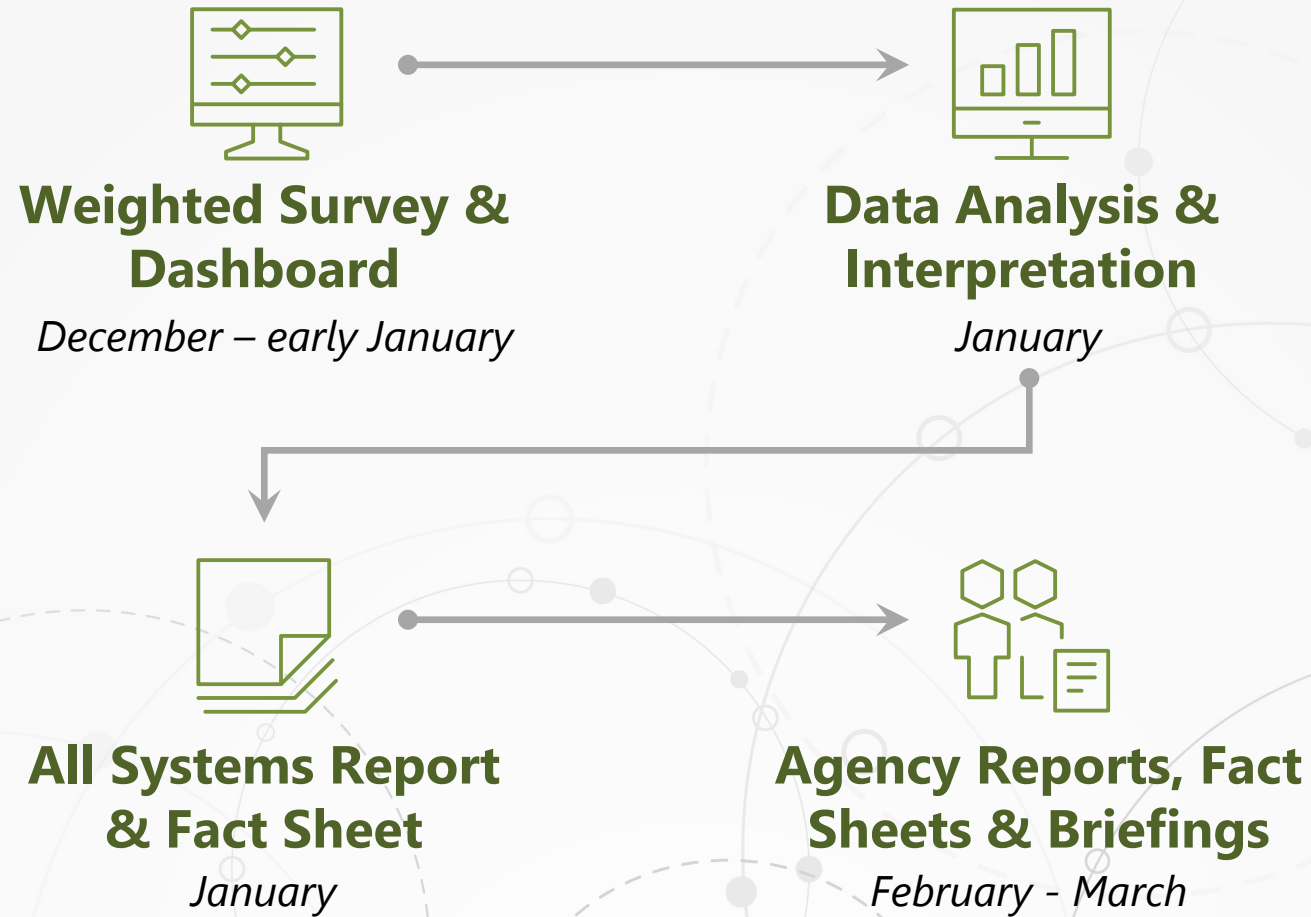 Weighted Survey &
Dashboard
December – early January
Data Analysis &
Interpretation
January
All Systems Report
& Fact Sheet
January
Agency Reports, Fact
Sheets & Briefings
February - March